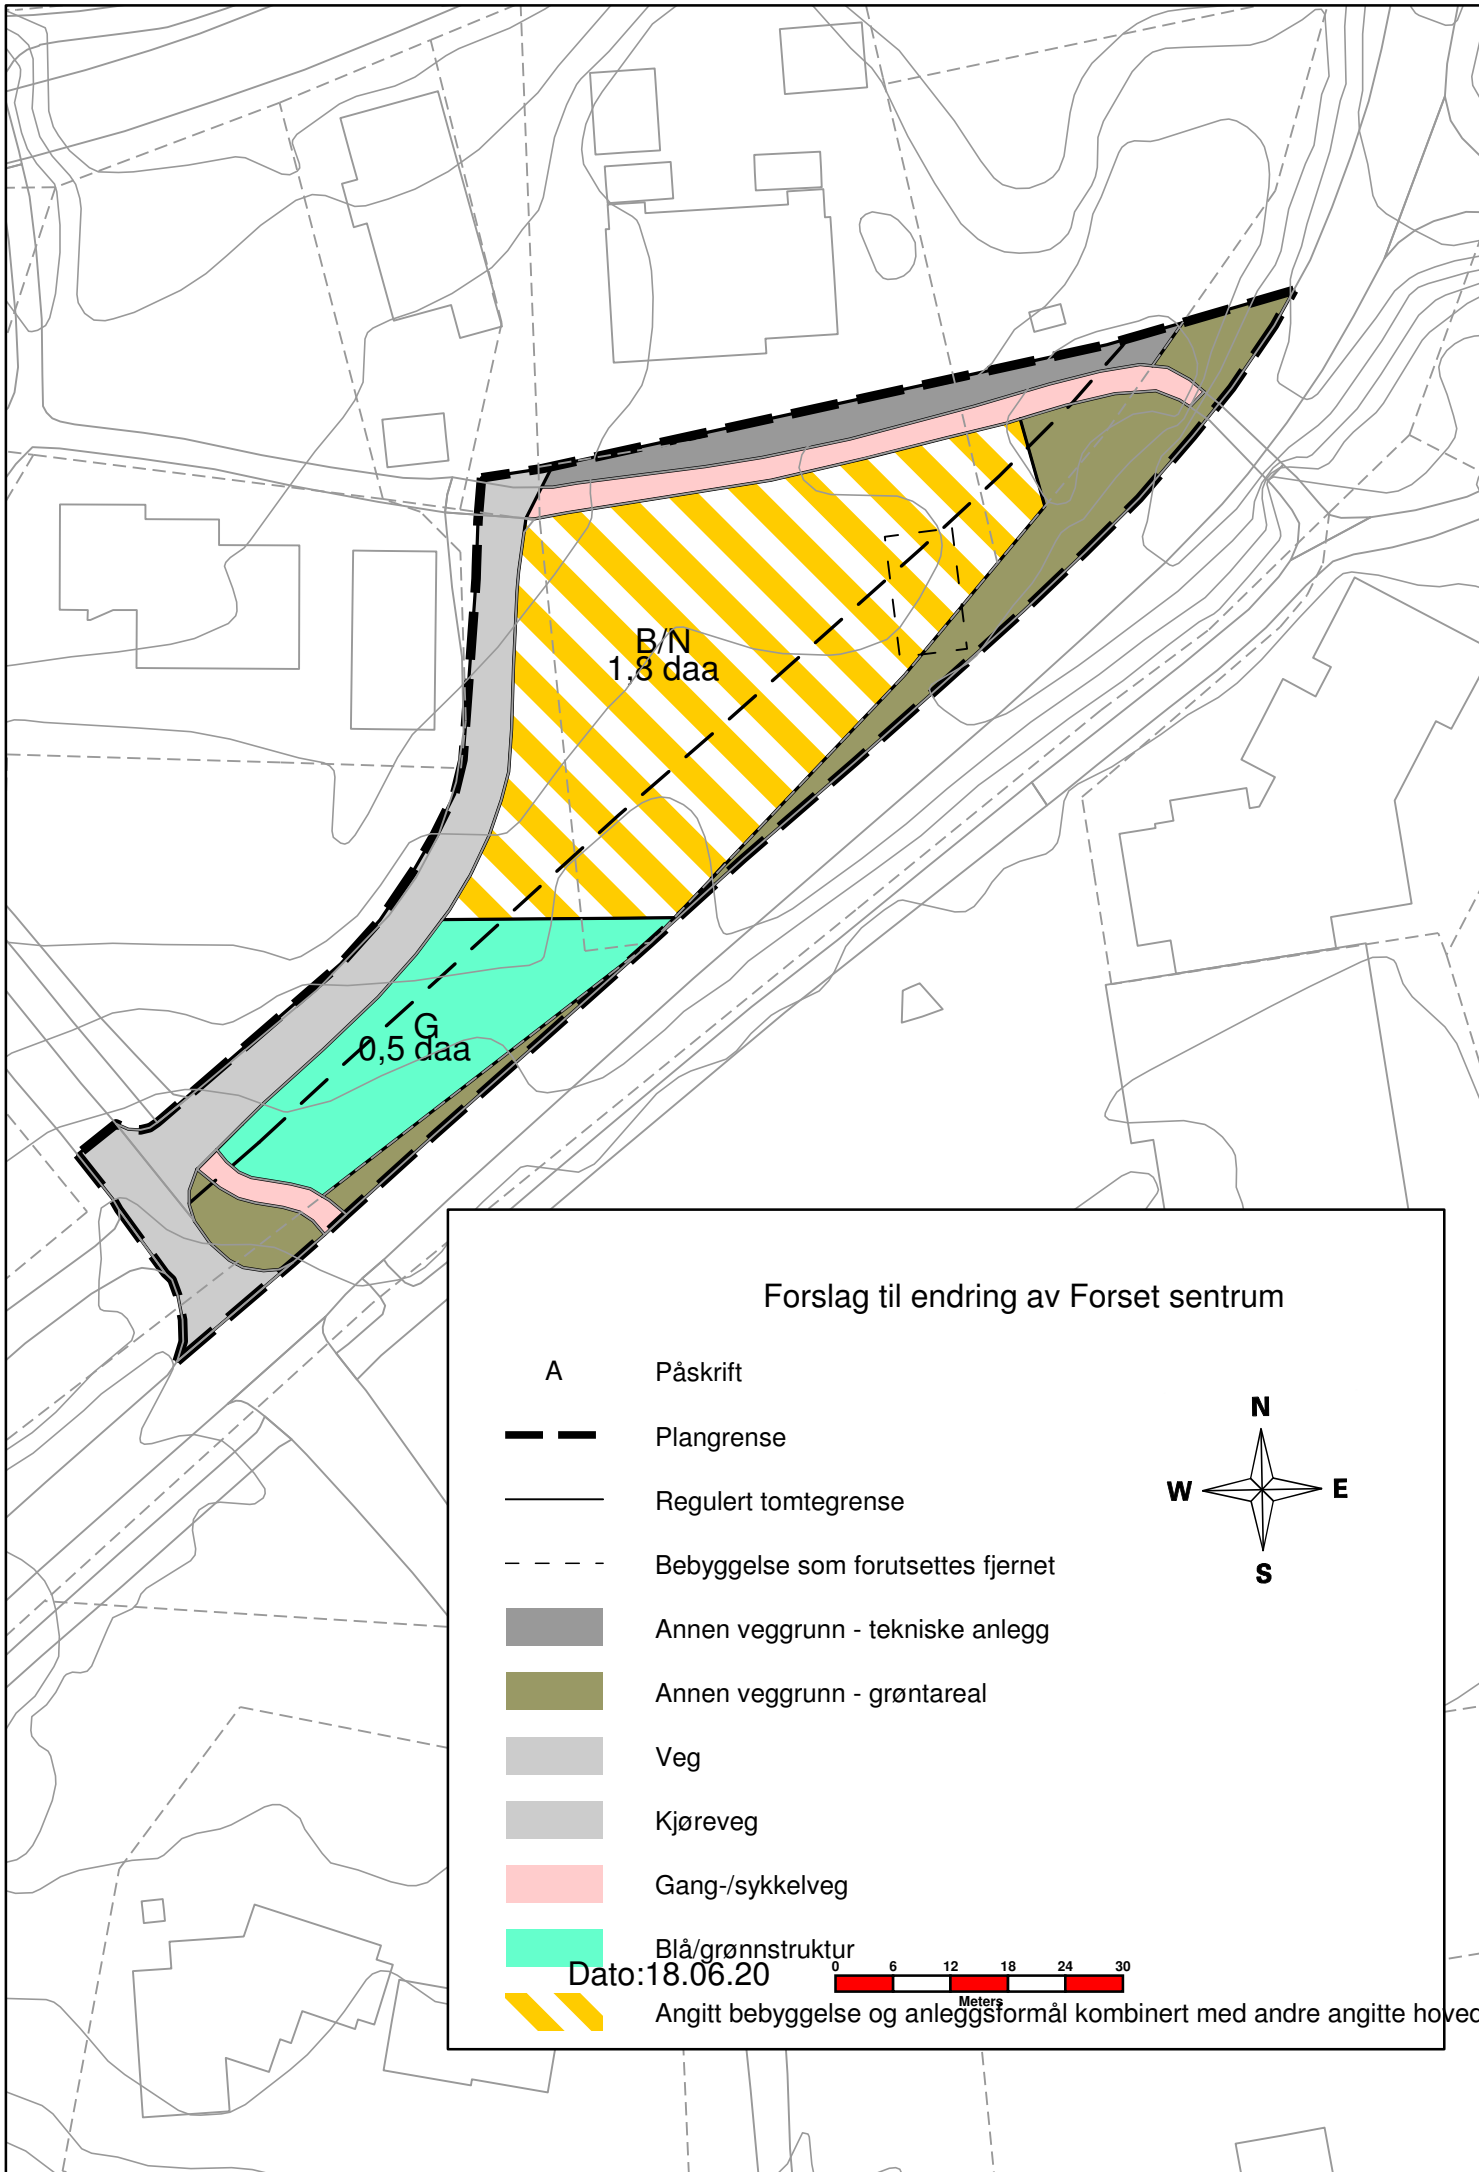 B/N
1,8 daa
G
0,5 daa
Forslag til endring av Forset sentrum
A Påskrift
Plangrense
Regulert tomtegrense
Bebyggelse som forutsettes fjernet
N
W E
S
Annen veggrunn - tekniske anlegg
Annen veggrunn - grøntareal
Veg
Kjøreveg
Gang-/sykkelveg
Blå/grønnstruktur
Dato:18.06.20
0 6 12 18 24 30
Meters
Angitt bebyggelse og anleggsformål kombinert med andre angitte hoved